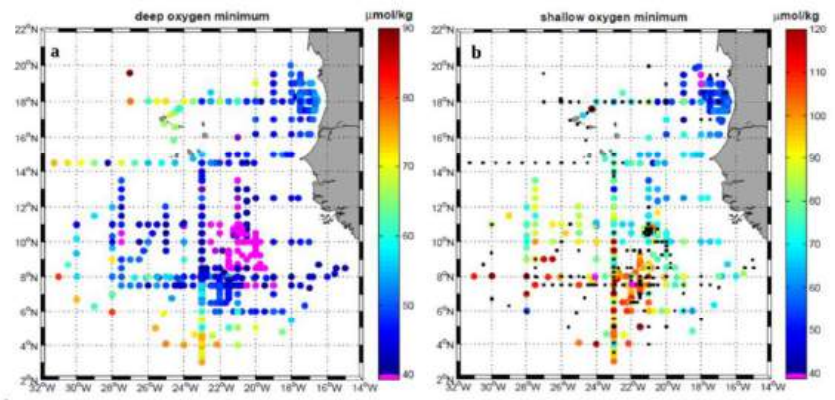 deep oxygen minimum
μmol/kg
a
22°N
20°N
18°N
16°N
14°N
12°N
10°N
8°N
6°N
4°N
2°N
32°W 30°W 28°W 26°W 24°W 22°W 20°W 18°W 16°W 14°W
90
80
70
60
50
40
shallow oxygen minimum
μmol/kg
b
22°N
20°N
18°N
16°N
14°N
12°N
10°N
8°N
6°N
4°N
2°N
32°W 30°W 28°W 26°W 24°W 22°W 20°W 18°W 16°W 14°W
120
110
100
90
80
70
60
50
40